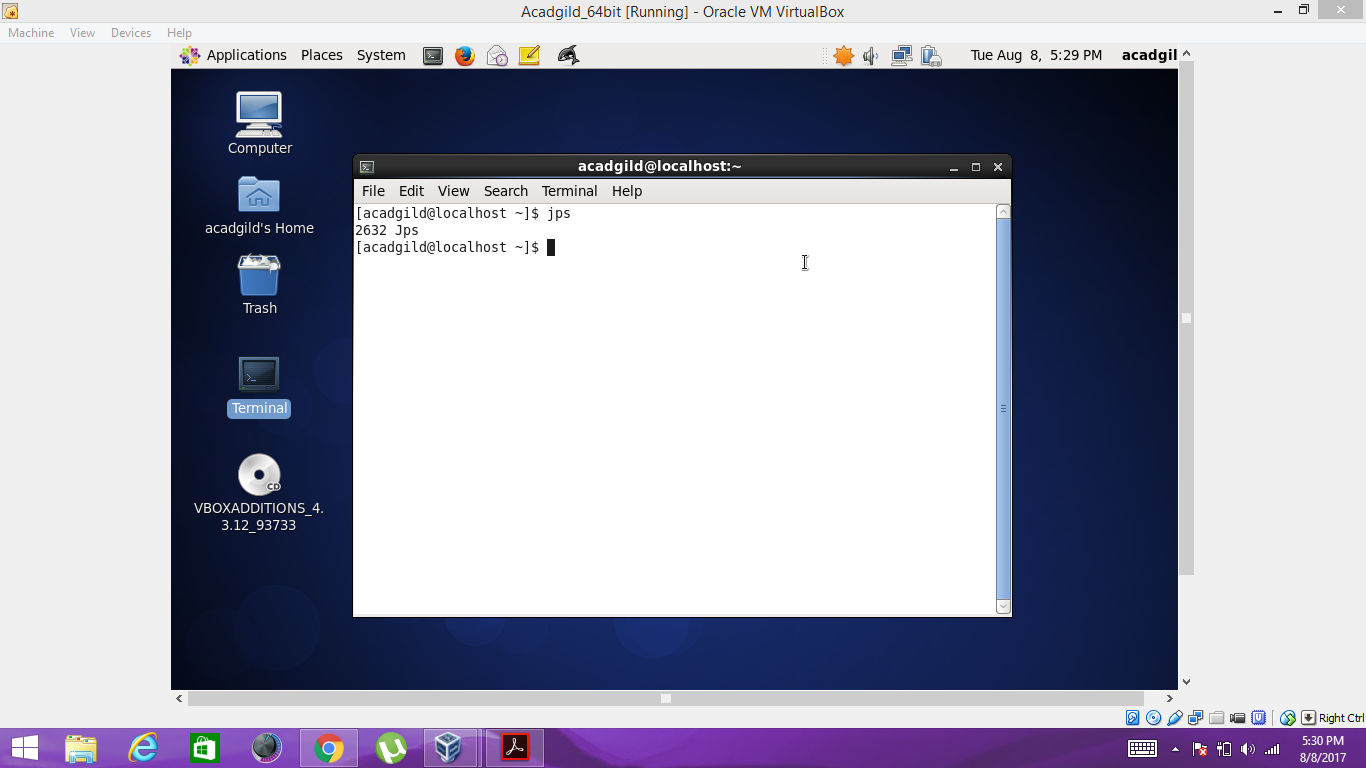 Acadgild_64bit [Running] - Oracle VM VirtualBox
Machine View Devices Help
Applications Places System
Tue Aug 8, 5:29 PM acadgil
Computer
acadgild's Home
Trash
Terminal
VBOXADDITIONS_4.
3.12_93733
acadgild@localhost:~
File Edit View Search Terminal Help
[acadgild@localhost ~]$ jps
2632 Jps
[acadgild@localhost ~]$
Right Ctrl
5:30 PM
8/8/2017